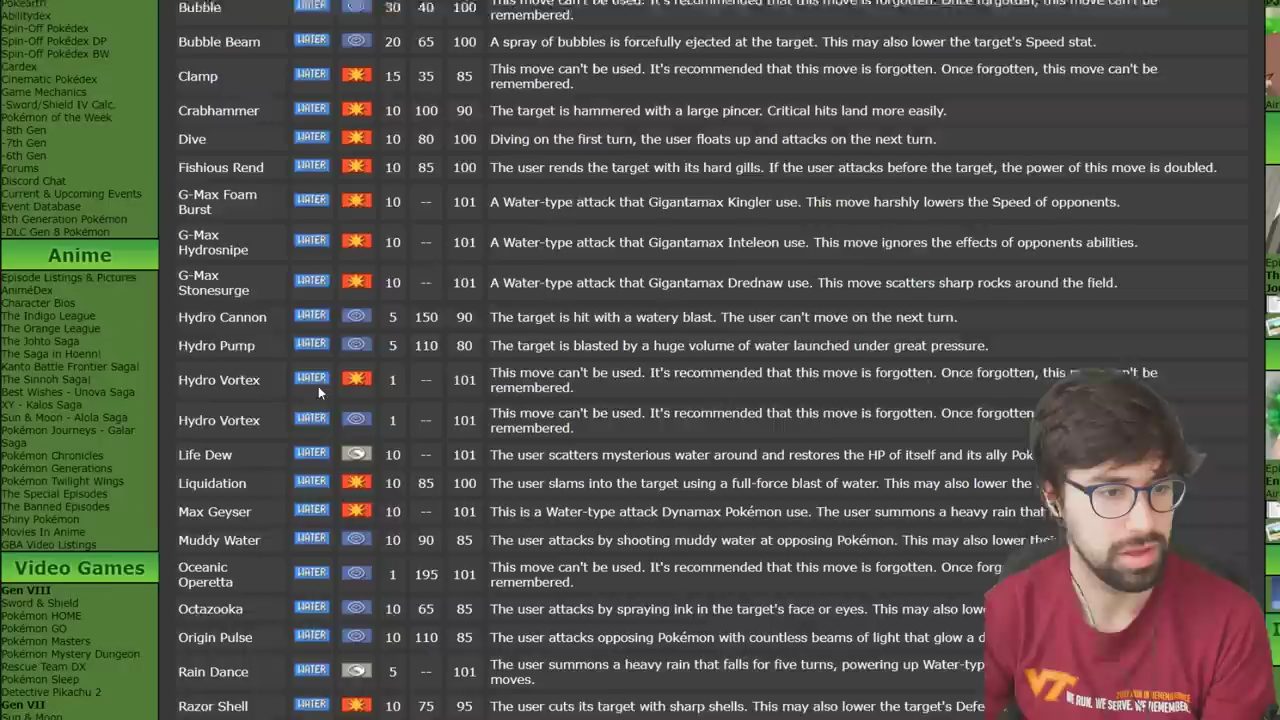 Pokéarth
Abilitydex
Spin-Off Pokédex
Spin-Off Pokédex DP
Spin-Off Pokédex BW
Cardex
Cinematic Pokédex
Game Mechanics
-Sword/Shield IV Calc.
Pokémon of the Week
-8th Gen
-7th Gen
-6th Gen
Forums
Discord Chat
Current & Upcoming Events
Event Database
8th Generation Pokémon
-DLC Gen 8 Pokémon
Anime
Episode Listings & Pictures
AniméDex
Character Bios
The Indigo League
The Orange League
The Johto Saga
The Saga in Hoenn!
Kanto Battle Frontier Saga!
The Sinnoh Saga!
Best Wishes - Unova Saga
XY - Kalos Saga
Sun & Moon - Alola Saga
Pokémon Journeys - Galar
Saga
Pokémon Chronicles
Pokémon Generations
Pokémon Twilight Wings
The Special Episodes
The Banned Episodes
Shiny Pokémon
Movies In Anime
GBA Video Listings
Video Games
Gen VIII
Sword & Shield
Pokémon HOME
Pokémon GO
Pokémon Masters
Pokémon Mystery Dungeon
Rescue Team DX
Pokémon Sleep
Detective Pikachu 2
Gen VII
Sun & Moon
Bubble WATER 30 40 100 This move can't be used. It's recommended that this move is forgotten. Once forgotten, this move can't be
remembered.
Bubble Beam WATER 20 65 100 A spray of bubbles is forcefully ejected at the target. This may also lower the target's Speed stat.
Clamp WATER 15 35 85 This move can't be used. It's recommended that this move is forgotten. Once forgotten, this move can't be
remembered.
Crabhammer WATER 10 100 90 The target is hammered with a large pincer. Critical hits land more easily.
Dive WATER 10 80 100 Diving on the first turn, the user floats up and attacks on the next turn.
Fishious Rend WATER 10 85 100 The user rends the target with its hard gills. If the user attacks before the target, the power of this move is doubled.
G-Max Foam
Burst WATER 10 -- 101 A Water-type attack that Gigantamax Kingler use. This move harshly lowers the Speed of opponents.
G-Max
Hydrosnipe WATER 10 -- 101 A Water-type attack that Gigantamax Inteleon use. This move ignores the effects of opponents abilities.
G-Max
Stonesurge WATER 10 -- 101 A Water-type attack that Gigantamax Drednaw use. This move scatters sharp rocks around the field.
Hydro Cannon WATER 5 150 90 The target is hit with a watery blast. The user can't move on the next turn.
Hydro Pump WATER 5 110 80 The target is blasted by a huge volume of water launched under great pressure.
Hydro Vortex WATER 1 -- 101 This move can't be used. It's recommended that this move is forgotten. Once forgotten, this 't be
remembered.
Hydro Vortex WATER 1 -- 101 This move can't be used. It's recommended that this move is forgotten. Once forgotten
remembered.
Life Dew WATER 10 -- 101 The user scatters mysterious water around and restores the HP of itself and its ally Pok
Liquidation WATER 10 85 100 The user slams into the target using a full-force blast of water. This may also lower the
Max Geyser WATER 10 -- 101 This is a Water-type attack Dynamax Pokémon use. The user summons a heavy rain that
Muddy Water WATER 10 90 85 The user attacks by shooting muddy water at opposing Pokémon. This may also lower their
Oceanic
Operetta WATER 1 195 101 This move can't be used. It's recommended that this move is forgotten. Once forg
remembered.
Octazooka WATER 10 65 85 The user attacks by spraying ink in the target's face or eyes. This may also low
Origin Pulse WATER 10 110 85 The user attacks opposing Pokémon with countless beams of light that glow a d
Rain Dance WATER 5 -- 101 The user summons a heavy rain that falls for five turns, powering up Water-typ
moves.
Razor Shell WATER 10 75 95 The user cuts its target with sharp shells. This may also lower the target's Defe
VT
WE RUN. WE SERVE. WE REMEMBER.